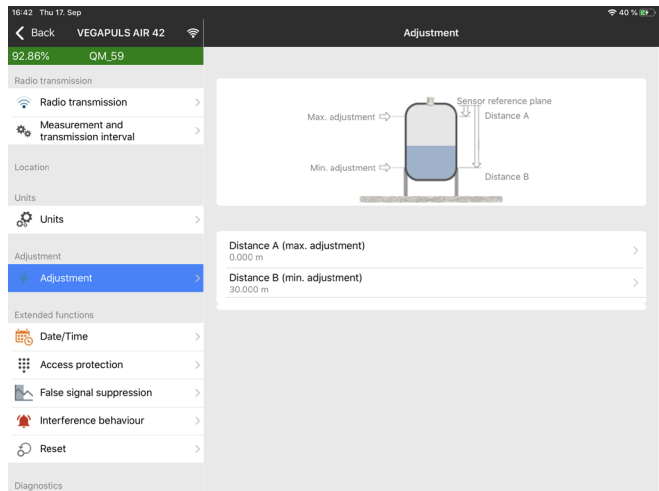 16:42 Thu 17. Sep
40 %
Back VEGAPULS AIR 42
92.86% QM_59
Radio transmission
Radio transmission
Measurement and
transmission interval
Location
Units
Units
Adjustment
Adjustment
Extended functions
Date/Time
Access protection
False signal suppression
Interference behaviour
Reset
Diagnostics
Adjustment
Sensor reference plane
Max. adjustment
Distance A
Min. adjustment
Distance B
Distance A (max. adjustment)
0.000 m
Distance B (min. adjustment)
30.000 m